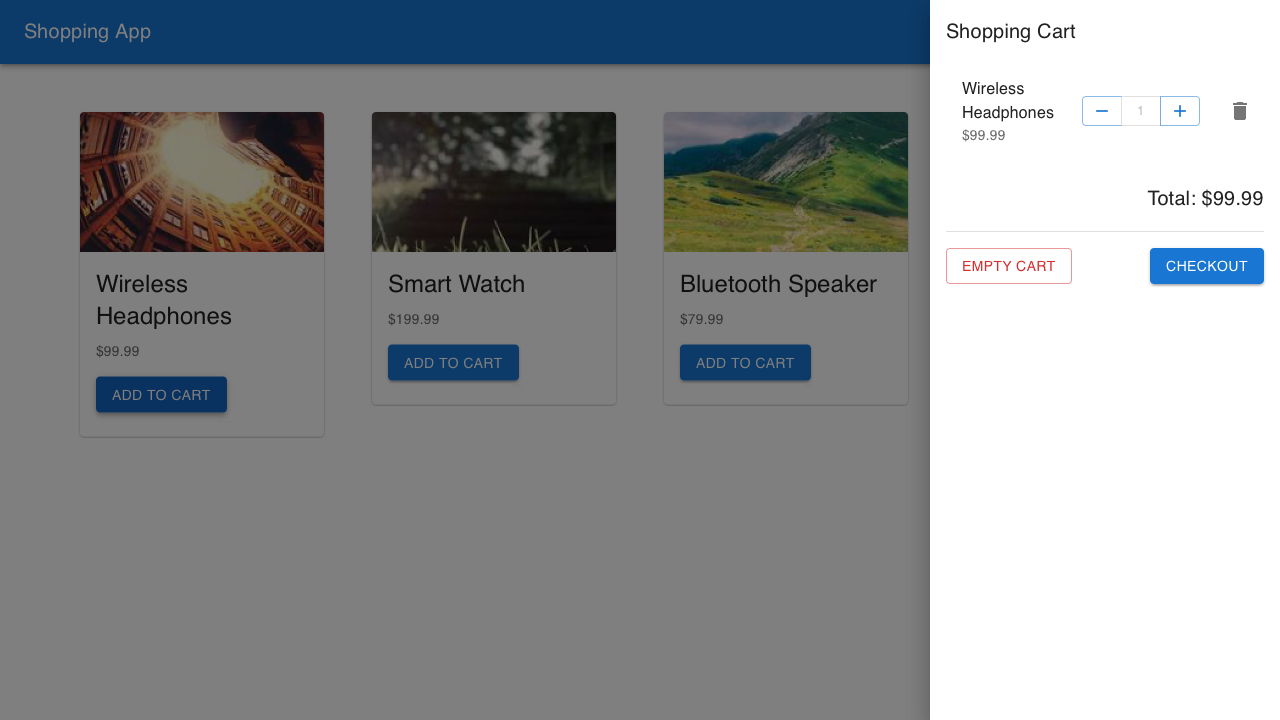 Shopping App
Wireless
Headphones
$99.99
ADD TO CART
Smart Watch
$199.99
ADD TO CART
Bluetooth Speaker
$79.99
ADD TO CART
Shopping Cart
Wireless
Headphones
$99.99
1
Total: $99.99
EMPTY CART
CHECKOUT